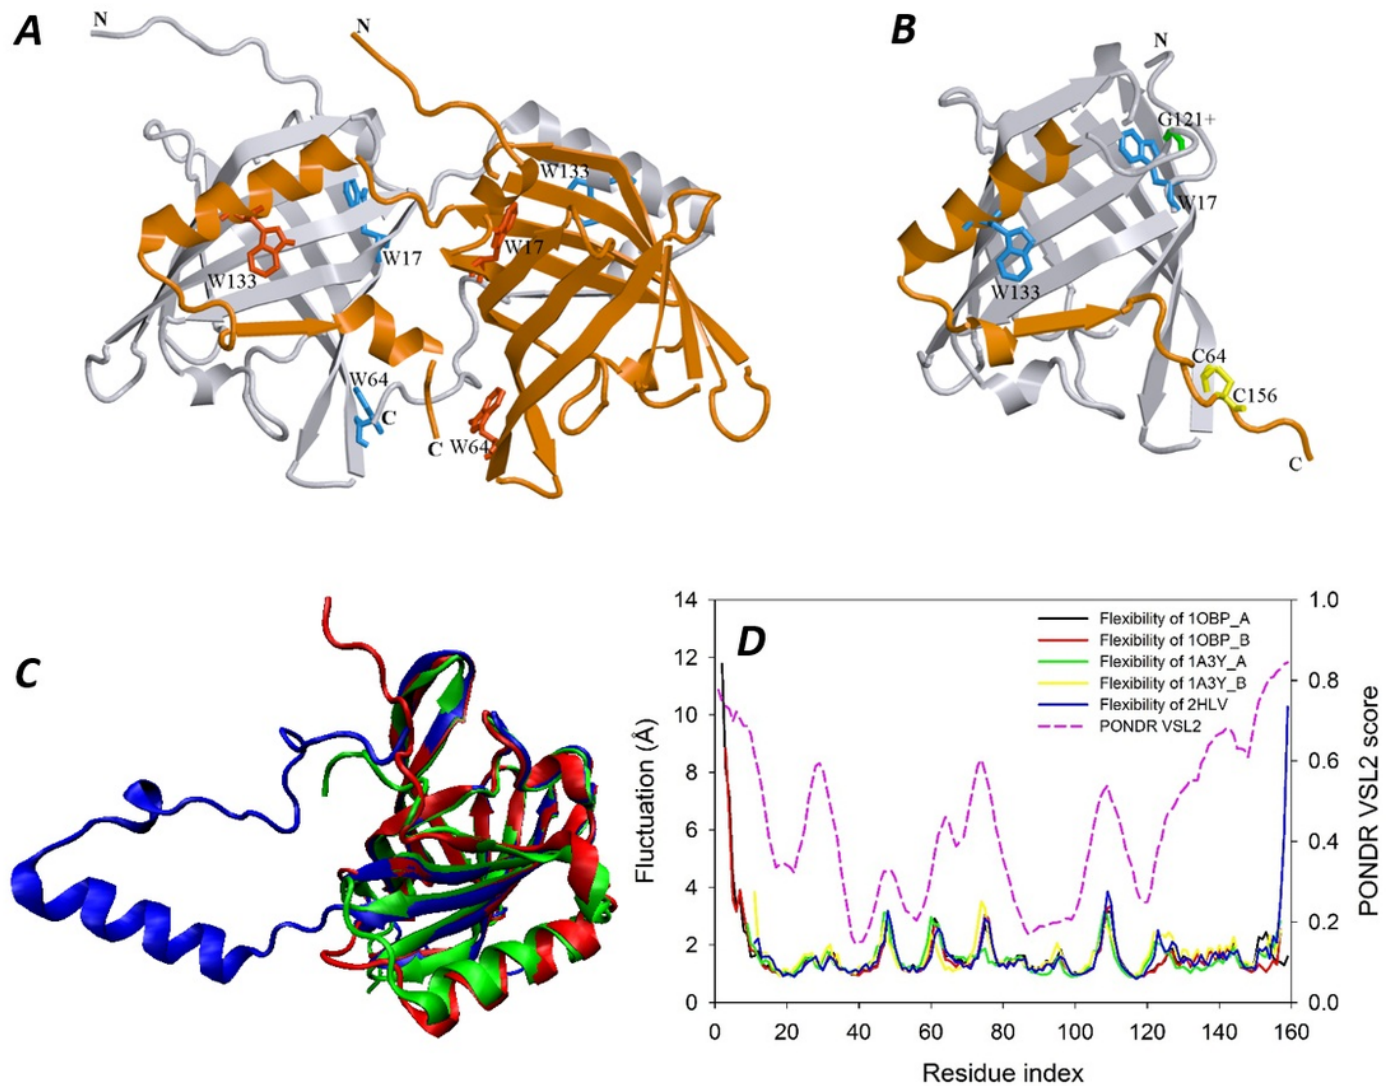 A
N
N
W133
W17
W17
W133
W64
C
C
W64
B
N
G121+
W17
W133
C64
C156
C
C
D
Flexibility of 1OBP_A
Flexibility of 1OBP_B
Flexibility of 1A3Y_A
Flexibility of 1A3Y_B
Flexibility of 2HLV
PONDR VSL2
Fluctuation (Å)
14
12
10
8
6
4
2
0
1.0
0.8
0.6
0.4
0.2
0.0
PONDR VSL2 score
0 20 40 60 80 100 120 140 160
Residue index